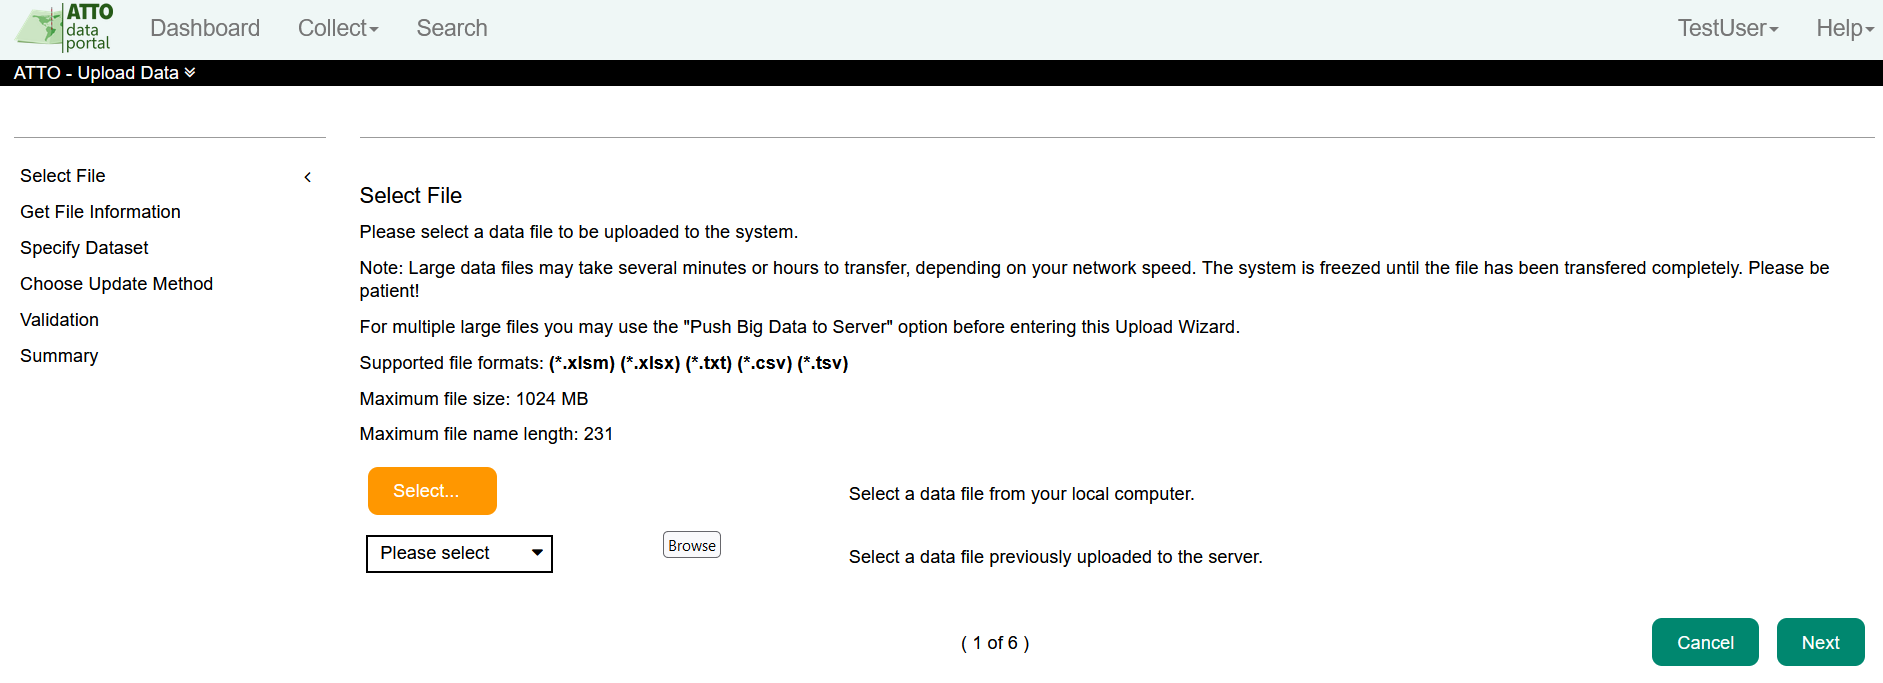 ATTO
data
portal
Dashboard
Collect
Search
TestUser
Help
ATTO - Upload Data
Select File
Get File Information
Specify Dataset
Choose Update Method
Validation
Summary
Select File
Please select a data file to be uploaded to the system.
Note: Large data files may take several minutes or hours to transfer, depending on your network speed. The system is freezed until the file has been transfered completely. Please be
patient!
For multiple large files you may use the "Push Big Data to Server" option before entering this Upload Wizard.
Supported file formats: (*.xlsm) (*.xlsx) (*.txt) (*.csv) (*.tsv)
Maximum file size: 1024 MB
Maximum file name length: 231
Select...
Select a data file from your local computer.
Please select
Browse
Select a data file previously uploaded to the server.
( 1 of 6 )
Cancel
Next